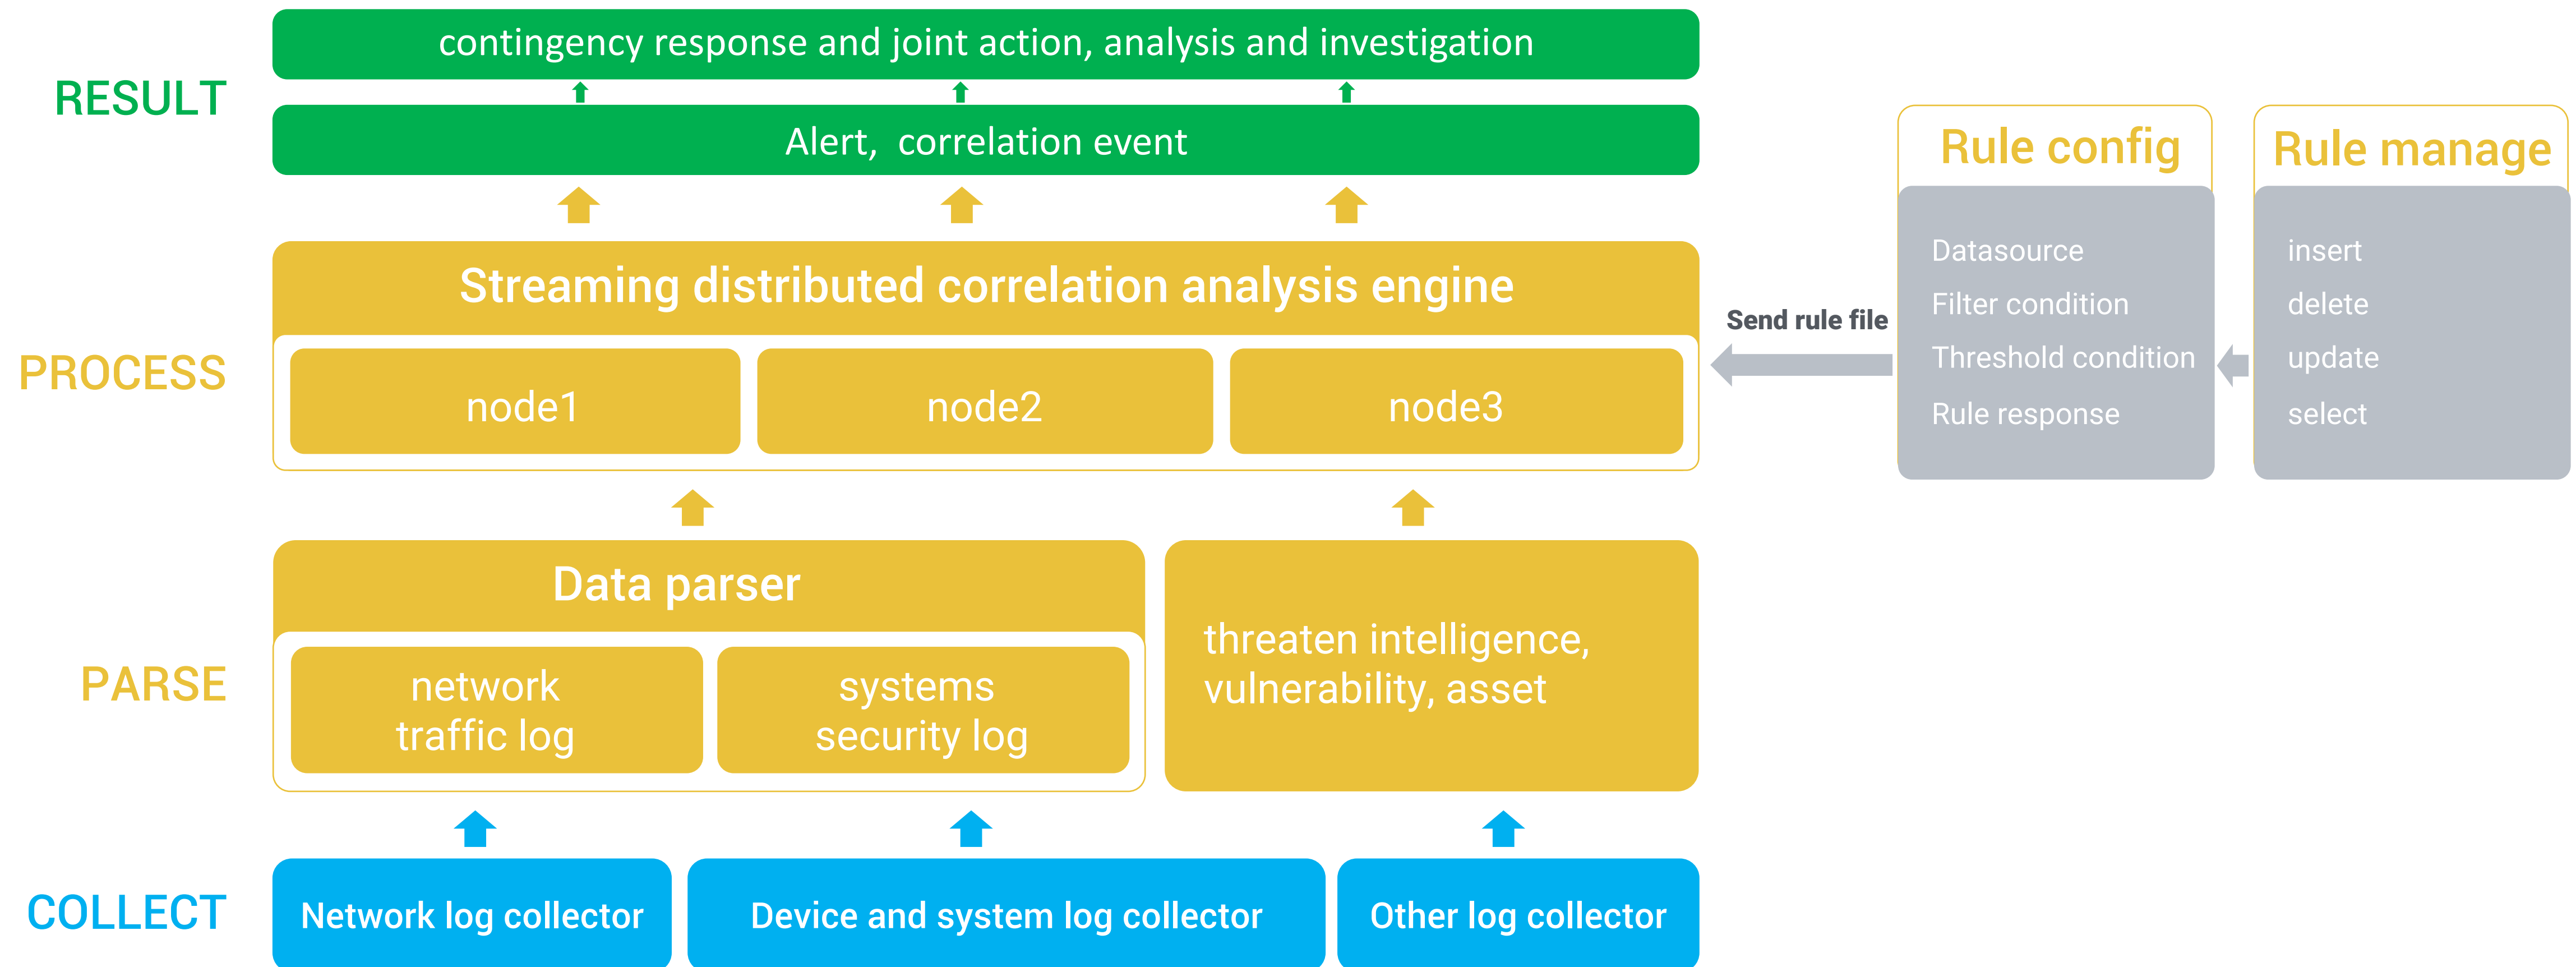 RESULT
contingency response and joint action, analysis and investigation
Alert, correlation event
PROCESS
Streaming distributed correlation analysis engine
node1
node2
node3
Send rule file
Rule config
Datasource
Filter condition
Threshold condition
Rule response
Rule manage
insert
delete
update
select
PARSE
Data parser
network
traffic log
systems
security log
threaten intelligence,
vulnerability, asset
COLLECT
Network log collector
Device and system log collector
Other log collector